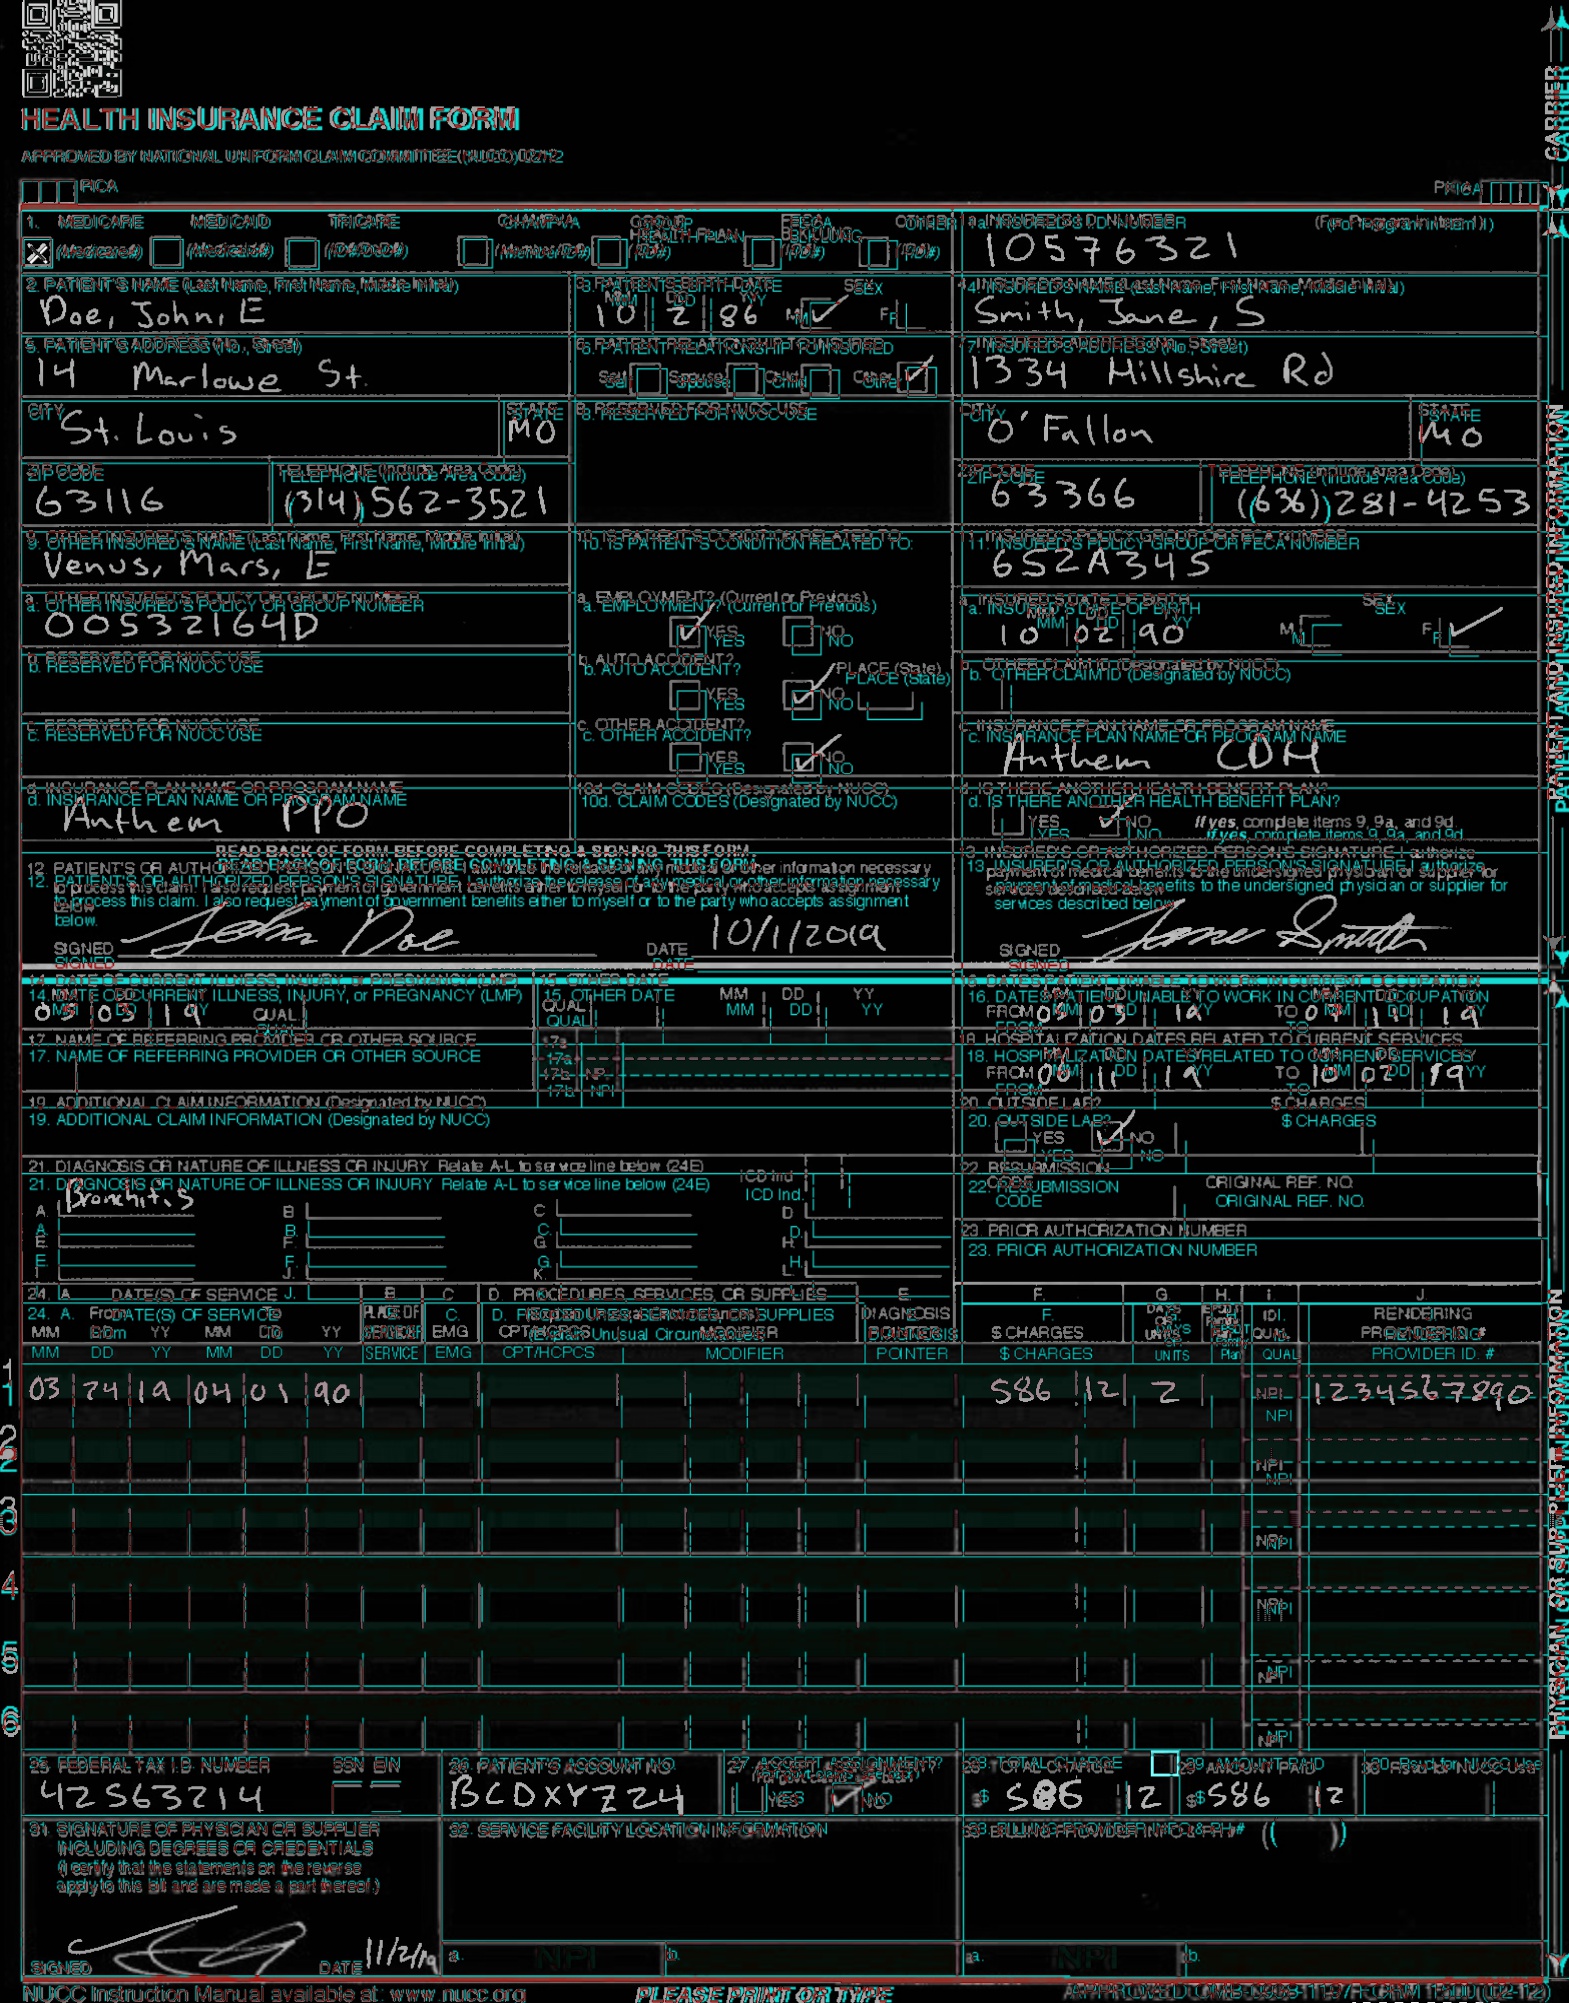 HEALTH INSURANCE CLAIM FORM
APPROVED BY NATIONAL UNIFORM CLAIM COMMITTEE (NUCC) 02/12
PICA PICA
CARRIER
1. MEDICARE MEDICAID TRICARE CHAMPVA GROUP HEALTH PLAN FECA BLK LUNG OTHER 1a. INSURED'S I.D. NUMBER (For Program in Item 1)
(Medicare#) (Medicaid#) (ID#/DoD#) (Member ID#) (ID#) (ID#) (ID#) 10576321
2. PATIENT'S NAME (Last Name, First Name, Middle Initial) 3. PATIENT'S BIRTH DATE SEX 4. INSURED'S NAME (Last Name, First Name, Middle Initial)
MM DD YY
Doe, John, E 10 2 86 M F Smith, Jane, S
5. PATIENT'S ADDRESS (No., Street) 6. PATIENT RELATIONSHIP TO INSURED 7. INSURED'S ADDRESS (No., Street)
14 Marlowe St. Self Spouse Child Other 1334 Hillshire Rd
CITY STATE 8. RESERVED FOR NUCC USE CITY STATE
St. Louis MO O'Fallon MO
ZIP CODE TELEPHONE (Include Area Code) ZIP CODE TELEPHONE (Include Area Code)
63116 (314) 562-3521 63366 (636) 281-4253
9. OTHER INSURED'S NAME (Last Name, First Name, Middle Initial) 10. IS PATIENT'S CONDITION RELATED TO: 11. INSURED'S POLICY GROUP OR FECA NUMBER
Venus, Mars, E 652A345
a. OTHER INSURED'S POLICY OR GROUP NUMBER a. EMPLOYMENT? (Current or Previous) a. INSURED'S DATE OF BIRTH SEX
MM DD YY
00532164D YES NO 10 02 90 M F
b. RESERVED FOR NUCC USE b. AUTO ACCIDENT? PLACE (State) b. OTHER CLAIM ID (Designated by NUCC)
YES NO
c. RESERVED FOR NUCC USE c. OTHER ACCIDENT? c. INSURANCE PLAN NAME OR PROGRAM NAME
YES NO Anthem CDH
d. INSURANCE PLAN NAME OR PROGRAM NAME 10d. CLAIM CODES (Designated by NUCC) d. IS THERE ANOTHER HEALTH BENEFIT PLAN?
Anthem PPO YES NO If yes, complete items 9, 9a, and 9d.
PATIENT AND INSURED INFORMATION
READ BACK OF FORM BEFORE COMPLETING & SIGNING THIS FORM.
12. PATIENT'S OR AUTHORIZED PERSON'S SIGNATURE I authorize the release of any medical or other information necessary
to process this claim. I also request payment of government benefits either to myself or to the party who accepts assignment
below.
SIGNED John Doe DATE 10/1/2019
13. INSURED'S OR AUTHORIZED PERSON'S SIGNATURE I authorize
payment of medical benefits to the undersigned physician or supplier for
services described below.
SIGNED Jane Smith
14. DATE OF CURRENT ILLNESS, INJURY, or PREGNANCY (LMP) 15. OTHER DATE MM DD YY 16. DATES PATIENT UNABLE TO WORK IN CURRENT OCCUPATION
MM DD YY
03 19 QUAL. QUAL. FROM 03 19 TO 19
17. NAME OF REFERRING PROVIDER OR OTHER SOURCE 17a. 18. HOSPITALIZATION DATES RELATED TO CURRENT SERVICES
17b. NPI FROM 11 19 TO 10 02 19
19. ADDITIONAL CLAIM INFORMATION (Designated by NUCC) 20. OUTSIDE LAB? $ CHARGES
YES NO
21. DIAGNOSIS OR NATURE OF ILLNESS OR INJURY Relate A-L to service line below (24E) ICD Ind. 22. RESUBMISSION CODE ORIGINAL REF. NO.
A. Bronchitis B. C. D.
23. PRIOR AUTHORIZATION NUMBER
E. F. G. H.
I. J. K. L.
24. A. DATE(S) OF SERVICE B. C. D. PROCEDURES, SERVICES, OR SUPPLIES E. F. G. H. I. J.
From To PLACE OF (Explain Unusual Circumstances) DIAGNOSIS DAYS OR ID. RENDERING
MM DD YY MM DD YY SERVICE EMG CPT/HCPCS MODIFIER POINTER $ CHARGES UNITS Plan QUAL. PROVIDER ID. #
1 03 24 19 04 01 90 586 12 2 NPI 1234567890
2 NPI
3 NPI
4 NPI
5 NPI
6 NPI
PHYSICIAN OR SUPPLIER INFORMATION
25. FEDERAL TAX I.D. NUMBER SSN EIN 26. PATIENT'S ACCOUNT NO. 27. ACCEPT ASSIGNMENT? 28. TOTAL CHARGE 29. AMOUNT PAID 30. Rsvd for NUCC Use
42563214 BCDXYZ24 YES NO $ 586 12 $ 586 12
31. SIGNATURE OF PHYSICIAN OR SUPPLIER 32. SERVICE FACILITY LOCATION INFORMATION 33. BILLING PROVIDER INFO & PH # ( )
INCLUDING DEGREES OR CREDENTIALS
(I certify that the statements on the reverse
apply to this bill and are made a part thereof.)
SIGNED DATE 11/2/19 a. NPI b. a. NPI b.
NUCC Instruction Manual available at: www.nucc.org PLEASE PRINT OR TYPE